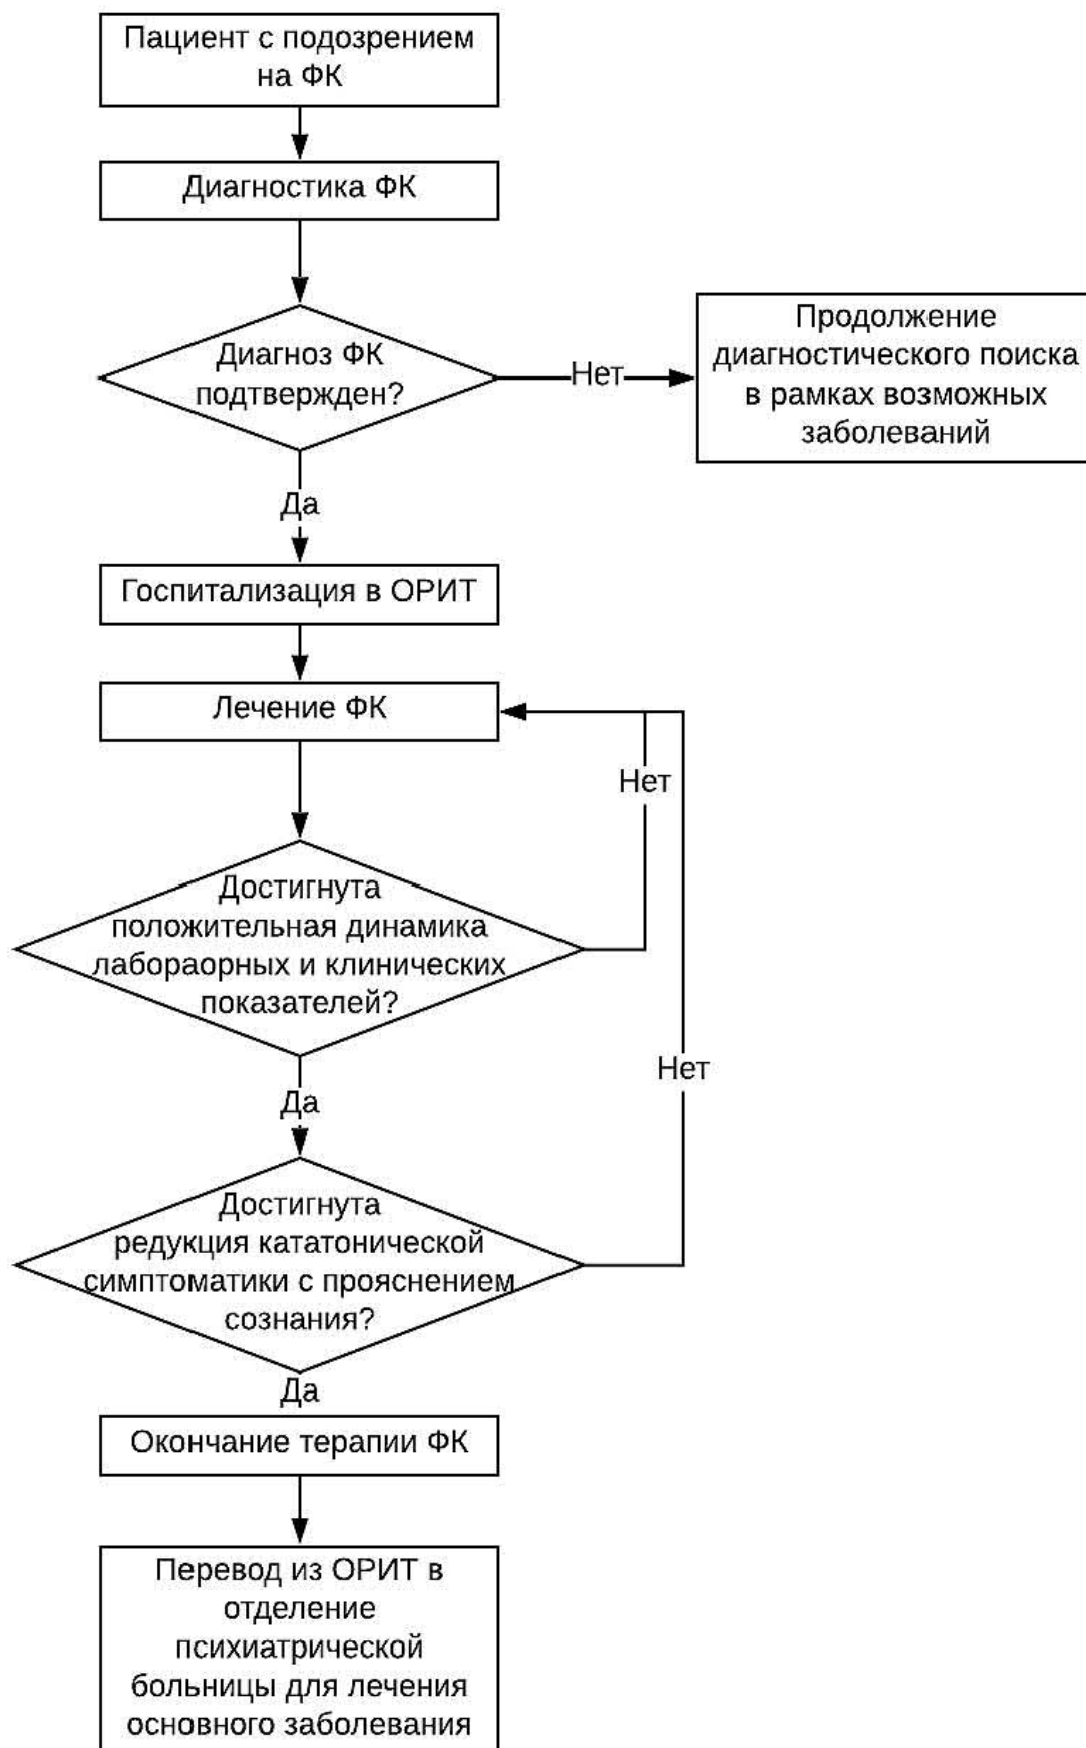 Пациент с подозрением
на ФК
Диагностика ФК
Диагноз ФК
подтвержден?
Нет
Продолжение
диагностического поиска
в рамках возможных
заболеваний
Да
Госпитализация в ОРИТ
Лечение ФК
Нет
Достигнута
положительная динамика
лабораорных и клинических
показателей?
Нет
Да
Достигнута
редукция кататонической
симптоматики с прояснением
сознания?
Да
Окончание терапии ФК
Перевод из ОРИТ в
отделение
психиатрической
больницы для лечения
основного заболевания